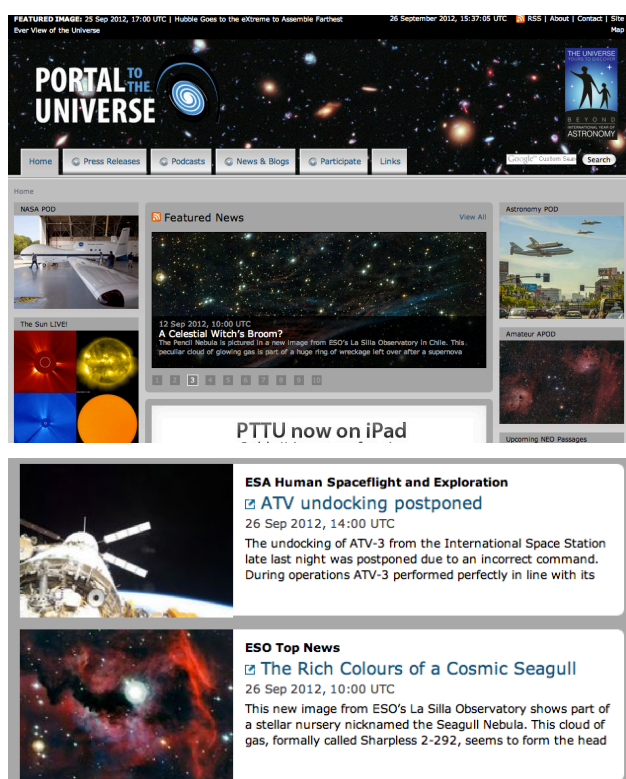 FEATURED IMAGE: 25 Sep 2012, 17:00 UTC | Hubble Goes to the eXtreme to Assemble Farthest
Ever View of the Universe
26 September 2012, 15:37:05 UTC
RSS | About | Contact | Site
Map
PORTAL TO THE
UNIVERSE
THE UNIVERSE
YOURS TO DISCOVER
BEYOND
INTERNATIONAL YEAR OF
ASTRONOMY
Home
Press Releases
Podcasts
News & Blogs
Participate
Links
Google™ Custom Sear
Search
Home
NASA POD
The Sun LIVE!
Featured News
View All
12 Sep 2012, 10:00 UTC
A Celestial Witch's Broom?
The Pencil Nebula is pictured in a new image from ESO's La Silla Observatory in Chile. This
peculiar cloud of glowing gas is part of a huge ring of wreckage left over after a supernova
1 2 3 4 5 6 7 8 9 10
PTTU now on iPad
Astronomy POD
Amateur APOD
Upcoming NEO Passages
ESA Human Spaceflight and Exploration
ATV undocking postponed
26 Sep 2012, 14:00 UTC
The undocking of ATV-3 from the International Space Station
late last night was postponed due to an incorrect command.
During operations ATV-3 performed perfectly in line with its
ESO Top News
The Rich Colours of a Cosmic Seagull
26 Sep 2012, 10:00 UTC
This new image from ESO's La Silla Observatory shows part of
a stellar nursery nicknamed the Seagull Nebula. This cloud of
gas, formally called Sharpless 2-292, seems to form the head